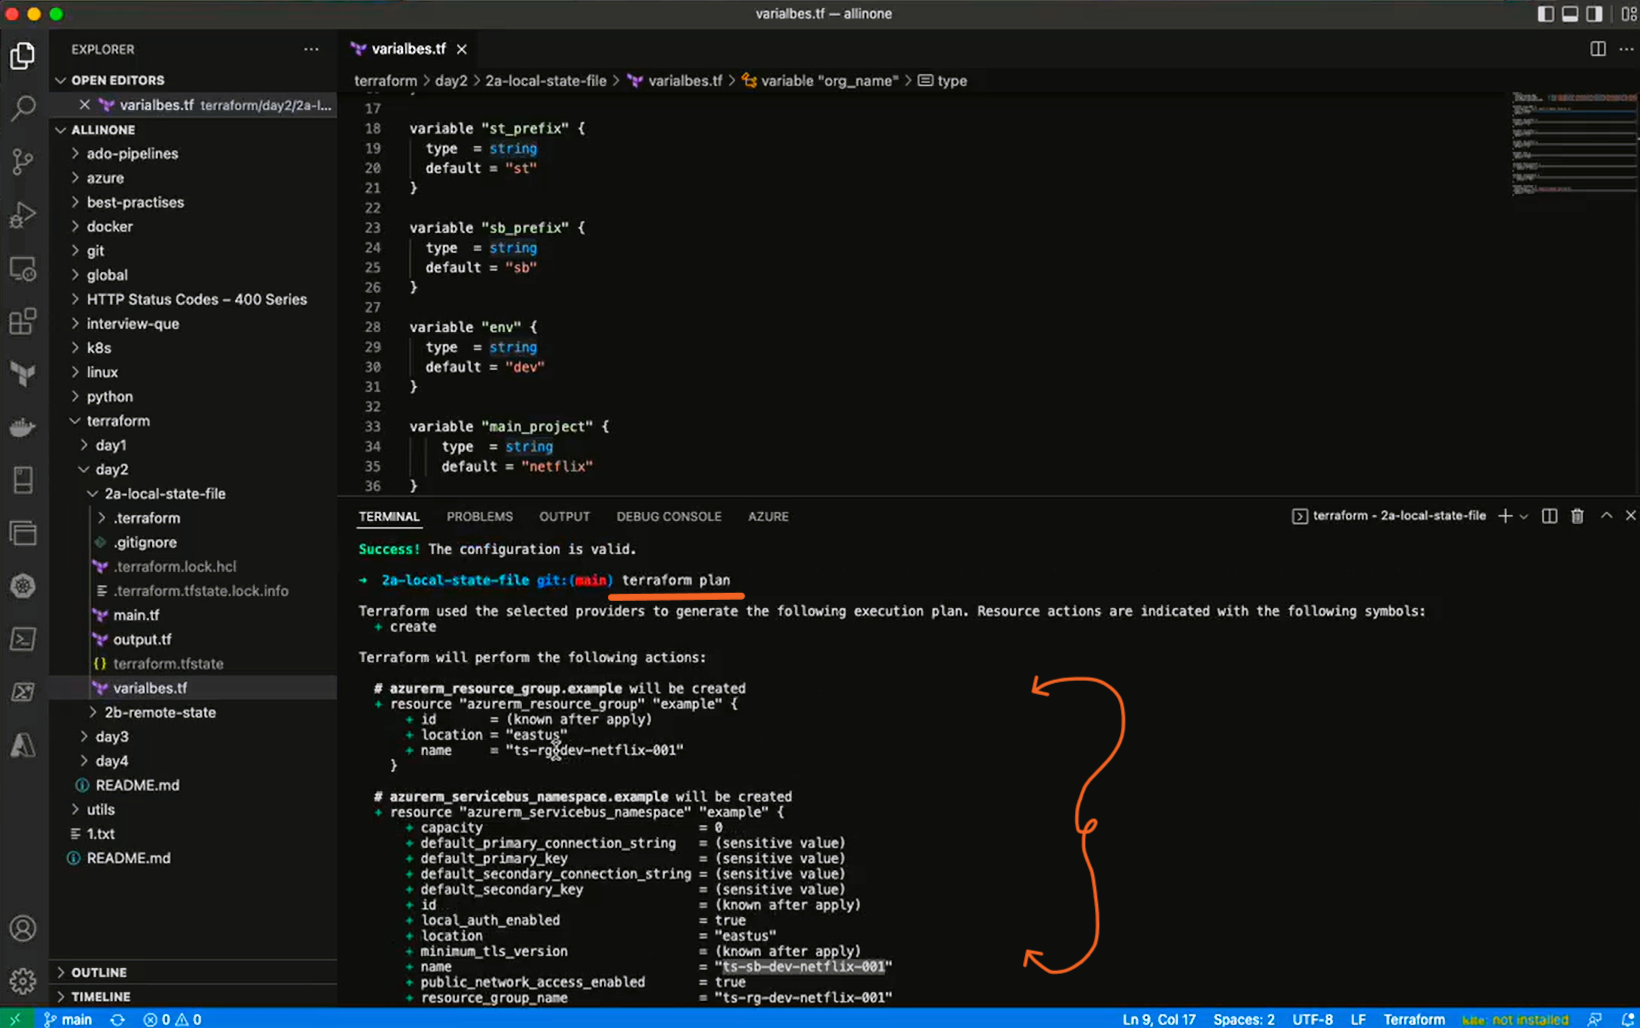 varialbes.tf — allinone
EXPLORER
varialbes.tf
OPEN EDITORS
varialbes.tf terraform/day2/2a-l...
terraform > day2 > 2a-local-state-file > varialbes.tf > variable "org_name" > type
ALLINONE
ado-pipelines
azure
best-practises
docker
git
global
HTTP Status Codes – 400 Series
interview-que
k8s
linux
python
terraform
day1
day2
2a-local-state-file
.terraform
.gitignore
.terraform.lock.hcl
.terraform.tfstate.lock.info
main.tf
output.tf
terraform.tfstate
varialbes.tf
2b-remote-state
day3
day4
README.md
utils
1.txt
README.md
OUTLINE
TIMELINE
17
18 variable "st_prefix" {
19 type = string
20 default = "st"
21 }
22
23 variable "sb_prefix" {
24 type = string
25 default = "sb"
26 }
27
28 variable "env" {
29 type = string
30 default = "dev"
31 }
32
33 variable "main_project" {
34 type = string
35 default = "netflix"
36 }
TERMINAL PROBLEMS OUTPUT DEBUG CONSOLE AZURE
terraform - 2a-local-state-file
Success! The configuration is valid.
→ 2a-local-state-file git:(main) terraform plan
Terraform used the selected providers to generate the following execution plan. Resource actions are indicated with the following symbols:
+ create
Terraform will perform the following actions:
# azurerm_resource_group.example will be created
+ resource "azurerm_resource_group" "example" {
+ id = (known after apply)
+ location = "eastus"
+ name = "ts-rg-dev-netflix-001"
}
# azurerm_servicebus_namespace.example will be created
+ resource "azurerm_servicebus_namespace" "example" {
+ capacity = 0
+ default_primary_connection_string = (sensitive value)
+ default_primary_key = (sensitive value)
+ default_secondary_connection_string = (sensitive value)
+ default_secondary_key = (sensitive value)
+ id = (known after apply)
+ local_auth_enabled = true
+ location = "eastus"
+ minimum_tls_version = (known after apply)
+ name = "ts-sb-dev-netflix-001"
+ public_network_access_enabled = true
+ resource_group_name = "ts-rg-dev-netflix-001"
main 0 0 Ln 9, Col 17 Spaces: 2 UTF-8 LF Terraform not installed